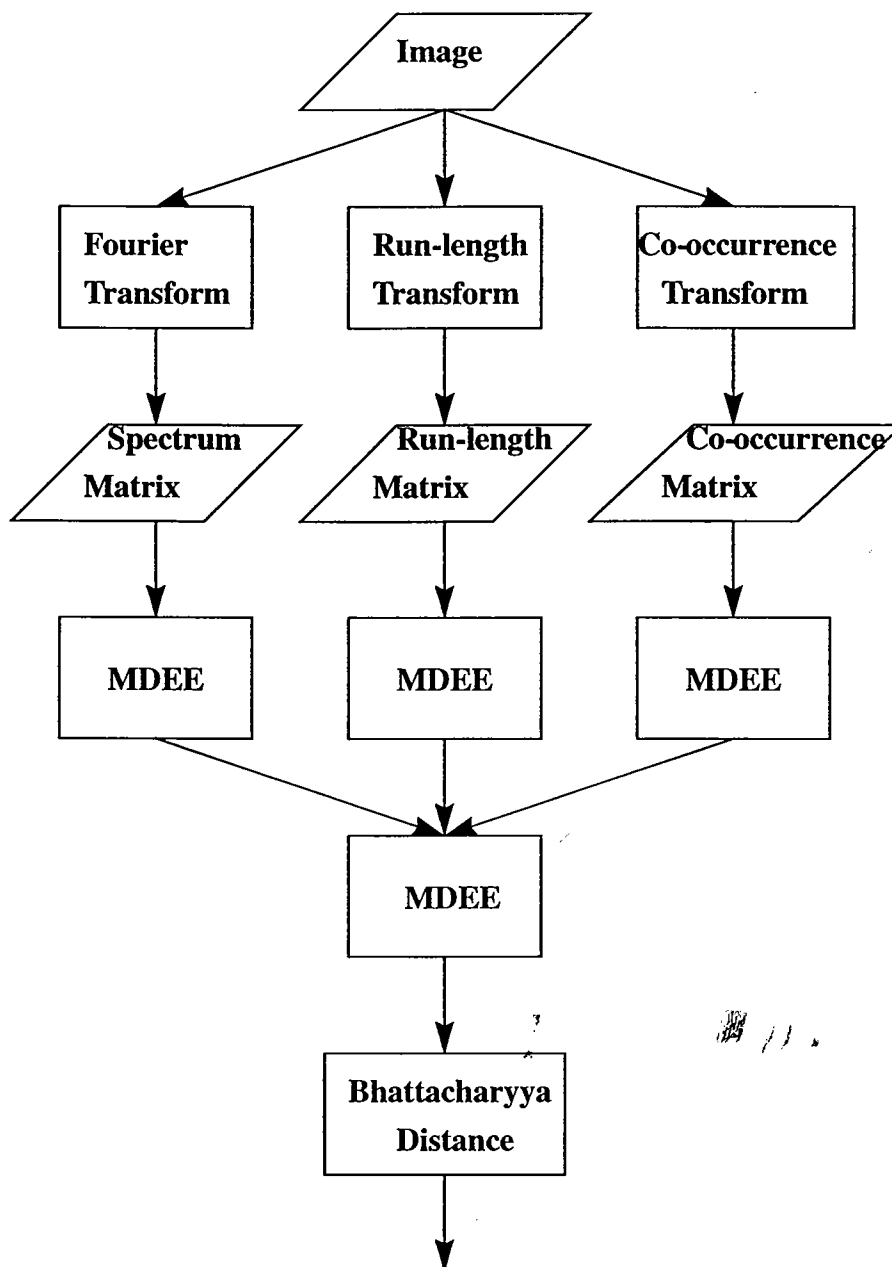 Image
Fourier
Transform
Run-length
Transform
Co-occurrence
Transform
Spectrum
Matrix
Run-length
Matrix
Co-occurrence
Matrix
MDEE
MDEE
MDEE
MDEE
Bhattacharyya
Distance